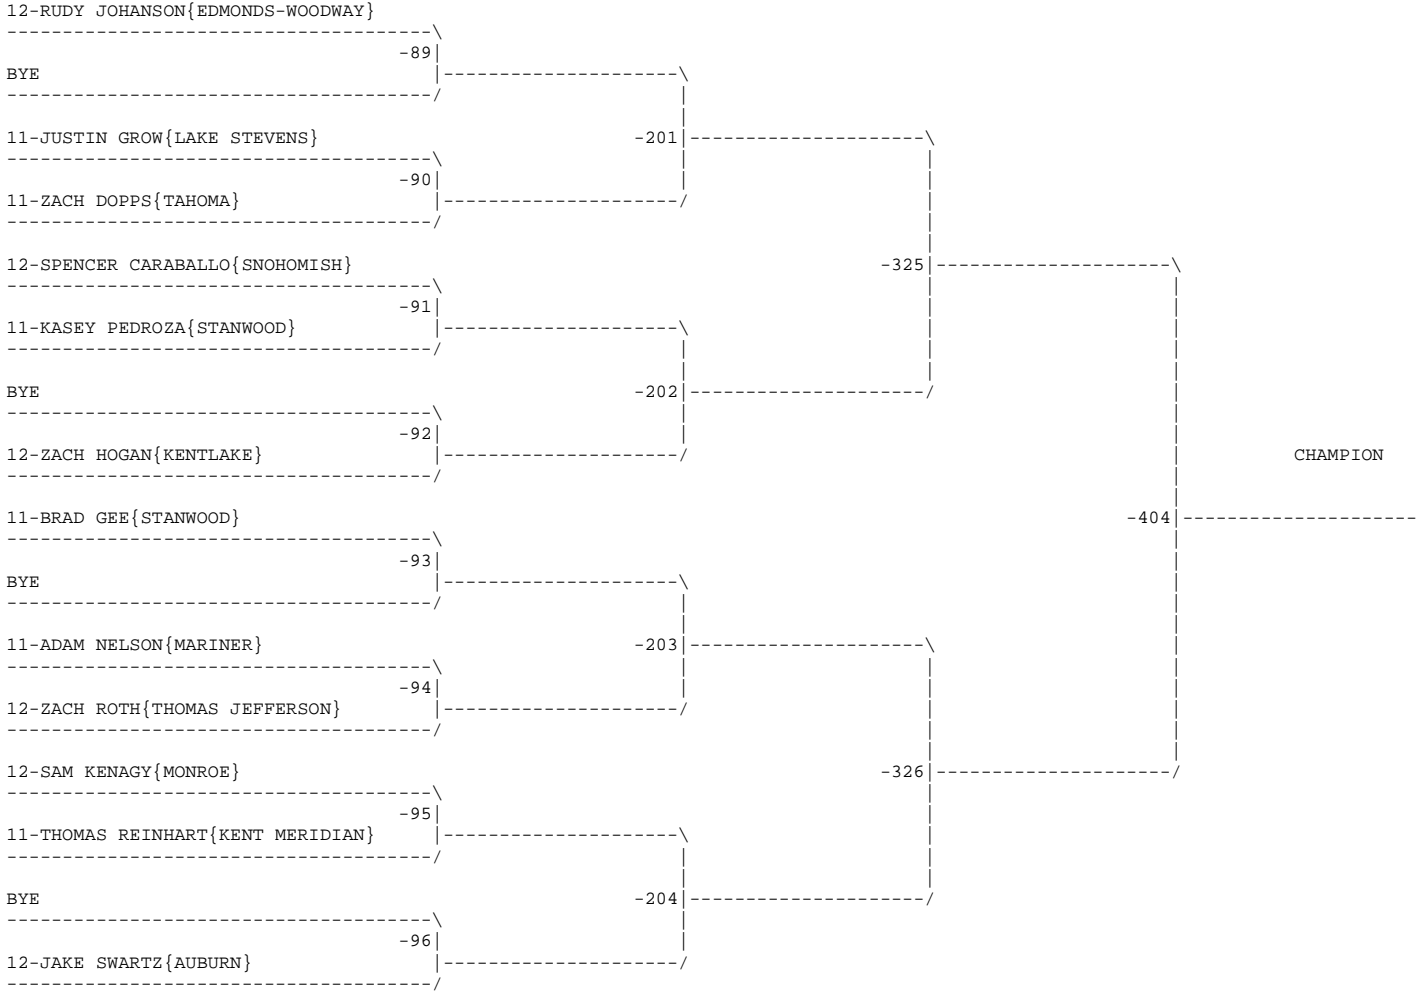 12-RUDY JOHANSON{EDMONDS-WOODWAY}
-89
BYE
11-JUSTIN GROW{LAKE STEVENS}
-201
-90
11-ZACH DOPPS{TAHOMA}
12-SPENCER CARABALLO{SNOHOMISH}
-325
-91
11-KASEY PEDROZA{STANWOOD}
BYE
-202
-92
12-ZACH HOGAN{KENTLAKE}
CHAMPION
11-BRAD GEE{STANWOOD}
-404
-93
BYE
11-ADAM NELSON{MARINER}
-203
-94
12-ZACH ROTH{THOMAS JEFFERSON}
12-SAM KENAGY{MONROE}
-326
-95
11-THOMAS REINHART{KENT MERIDIAN}
BYE
-204
-96
12-JAKE SWARTZ{AUBURN}